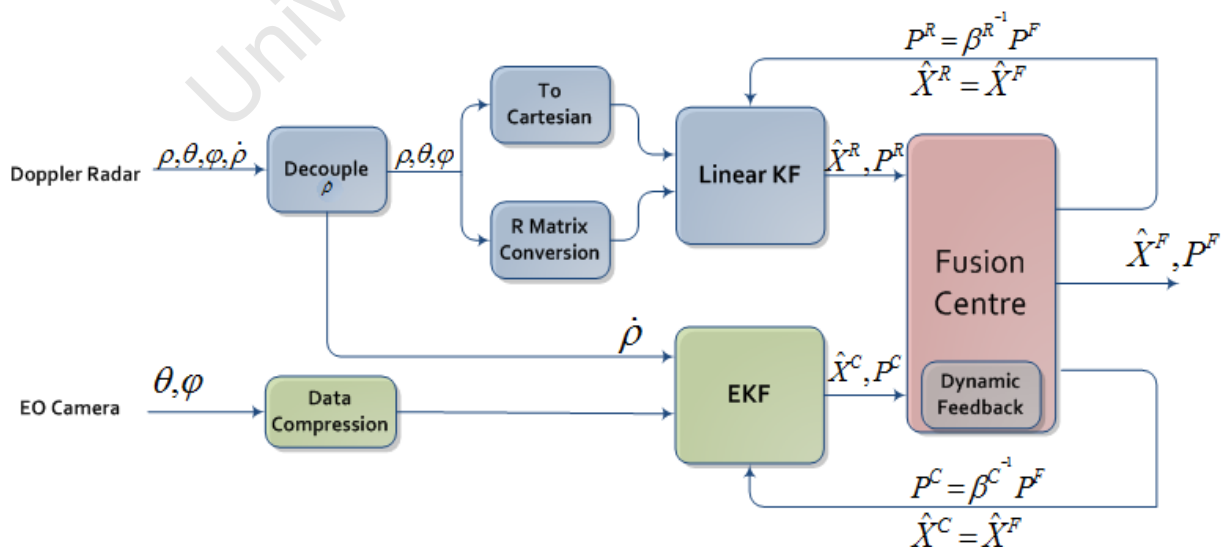 Univ
P^R = β^{R^{-1}} P^F
X̂^R = X̂^F
To
Cartesian
Doppler Radar
ρ,θ,φ,ρ̇
Decouple
ρ̇
ρ,θ,φ
Linear KF
X̂^R, P^R
R Matrix
Conversion
Fusion
Centre
X̂^F, P^F
ρ̇
EO Camera
θ,φ
Data
Compression
EKF
X̂^C, P^C
Dynamic
Feedback
P^C = β^{C^{-1}} P^F
X̂^C = X̂^F